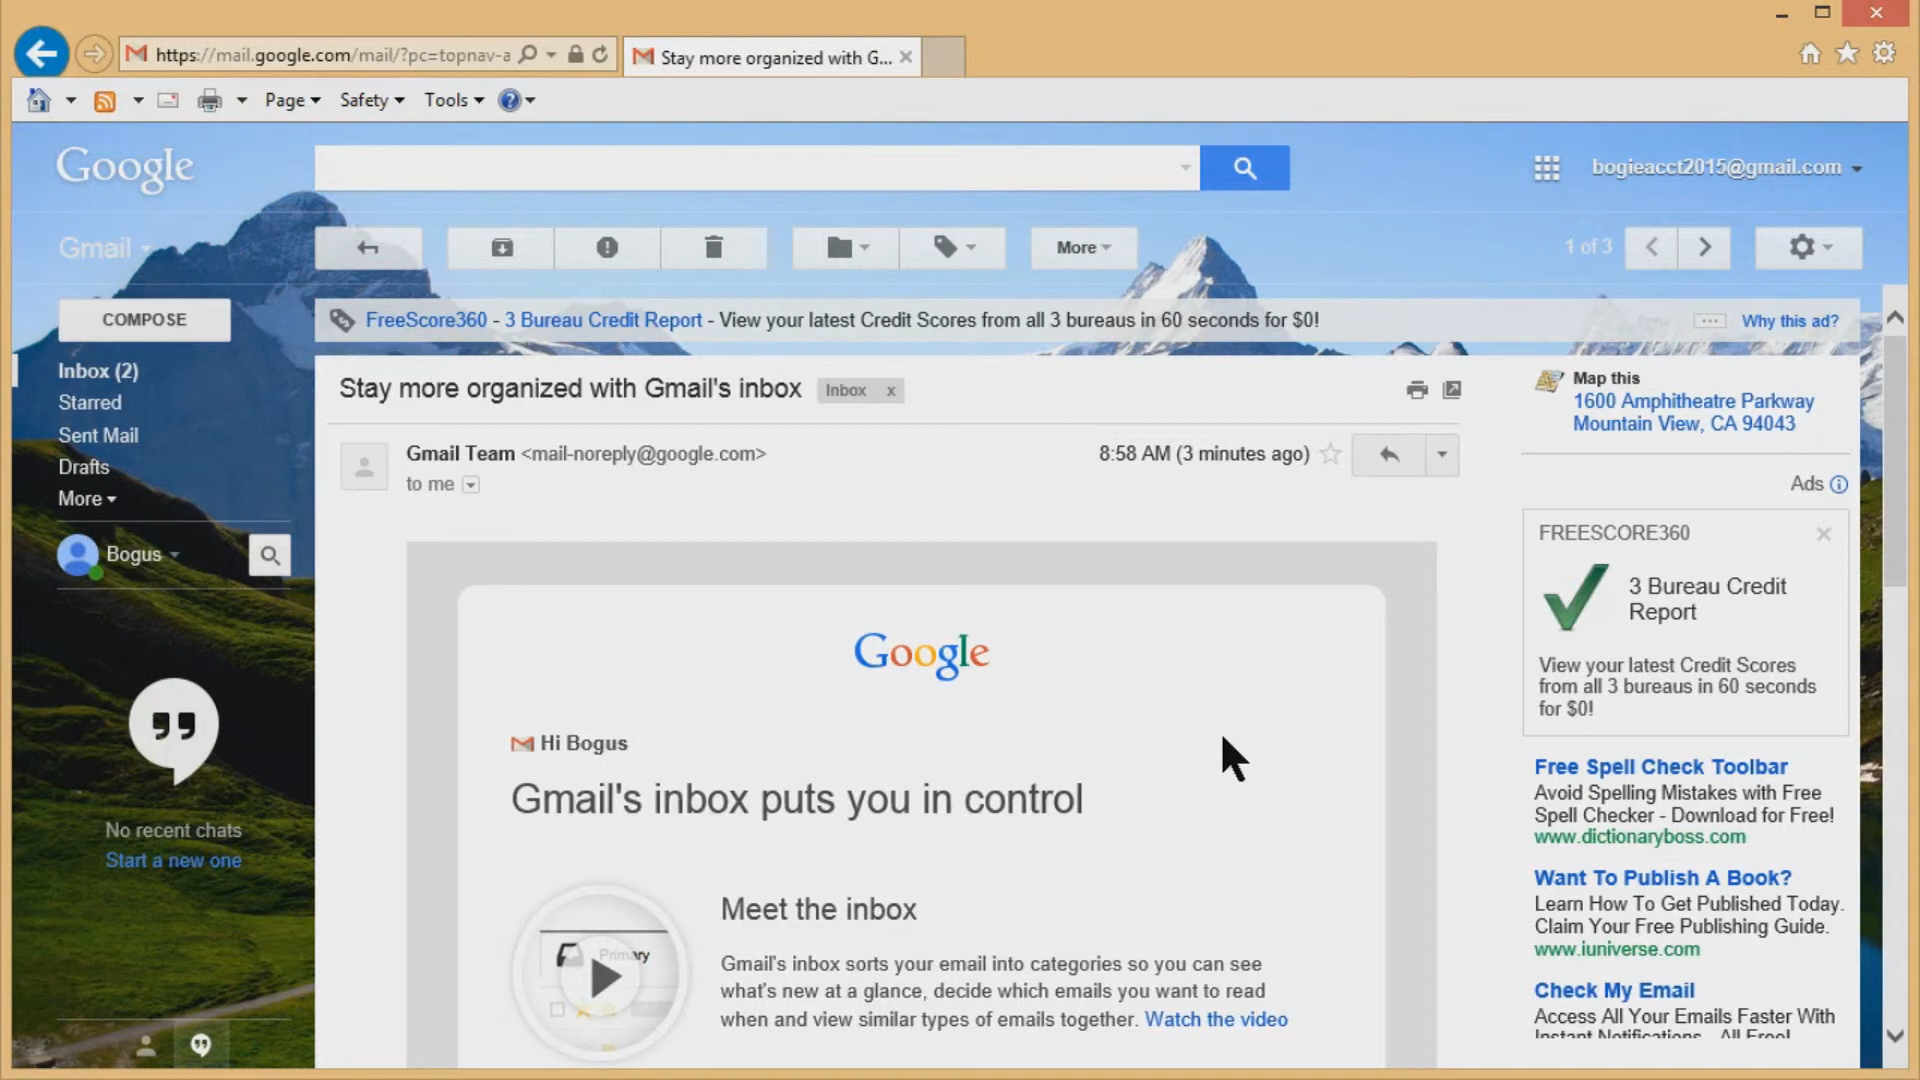 https://mail.google.com/mail/?pc=topnav-a
Stay more organized with G...
Page
Safety
Tools
Google
bogieacct2015@gmail.com
Gmail
More
1 of 3
COMPOSE
FreeScore360 - 3 Bureau Credit Report - View your latest Credit Scores from all 3 bureaus in 60 seconds for $0!
Why this ad?
Inbox (2)
Starred
Sent Mail
Drafts
More
Bogus
No recent chats
Start a new one
Stay more organized with Gmail's inbox
Inbox x
Gmail Team <mail-noreply@google.com>
8:58 AM (3 minutes ago)
to me
Google
Hi Bogus
Gmail's inbox puts you in control
Primary
Meet the inbox
Gmail's inbox sorts your email into categories so you can see
what's new at a glance, decide which emails you want to read
when and view similar types of emails together. Watch the video
Map this
1600 Amphitheatre Parkway
Mountain View, CA 94043
Ads
FREESCORE360
3 Bureau Credit
Report
View your latest Credit Scores
from all 3 bureaus in 60 seconds
for $0!
Free Spell Check Toolbar
Avoid Spelling Mistakes with Free
Spell Checker - Download for Free!
www.dictionaryboss.com
Want To Publish A Book?
Learn How To Get Published Today.
Claim Your Free Publishing Guide.
www.iuniverse.com
Check My Email
Access All Your Emails Faster With
Instant Notifications - All Free!